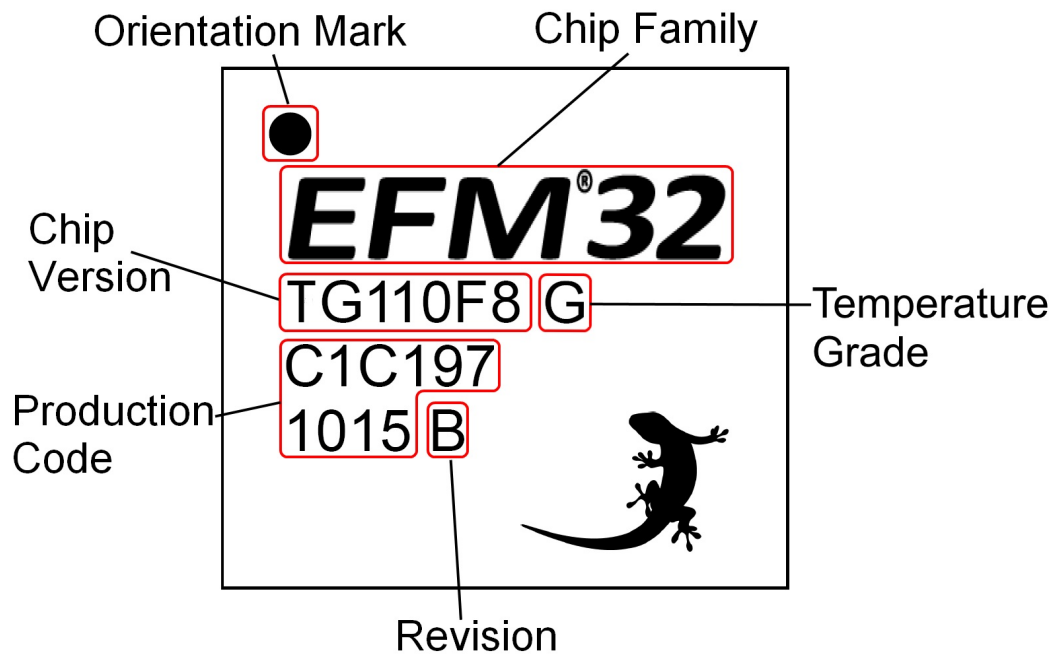 Orientation Mark
Chip Family
EFM®32
Chip
Version
TG110F8 G
Temperature
Grade
C1C197
Production
Code
1015 B
Revision